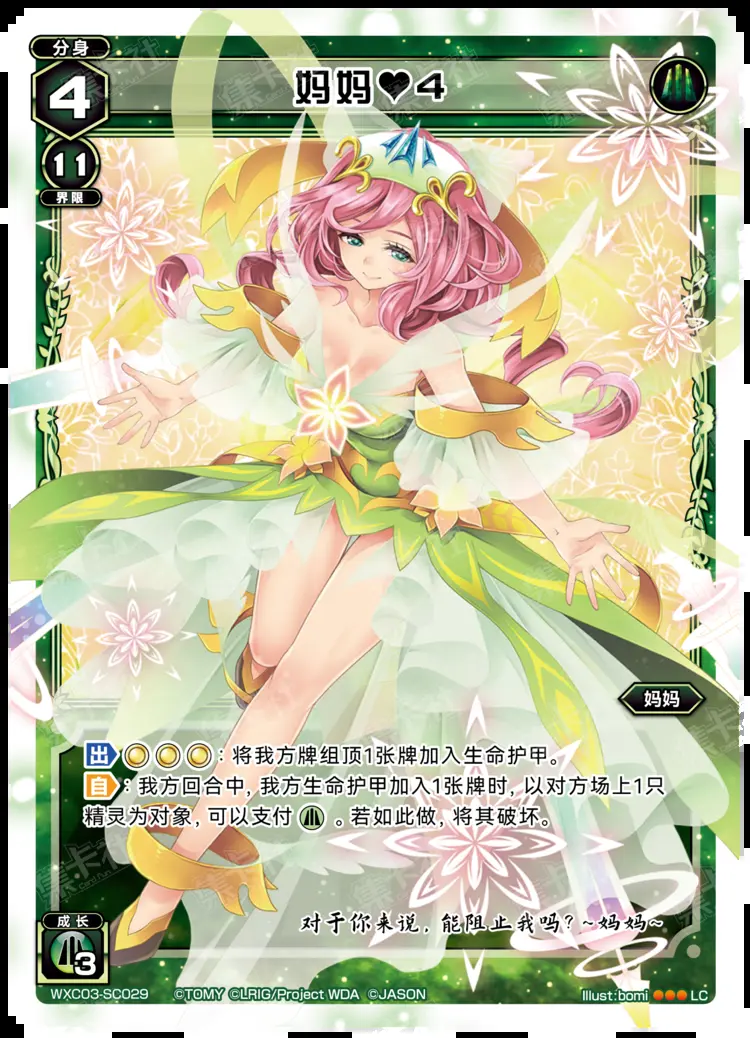 分身
4
妈妈♥4
11
界限
妈妈
出 : 将我方牌组顶1张牌加入生命护甲。
自 : 我方回合中, 我方生命护甲加入1张牌时, 以对方场上1只
精灵为对象, 可以支付 。若如此做, 将其破坏。
对于你来说, 能阻止我吗?~妈妈~
成长
3
WXC03-SC029 ©TOMY ©LRIG/Project WDA ©JASON Illust:bomi LC
集卡社